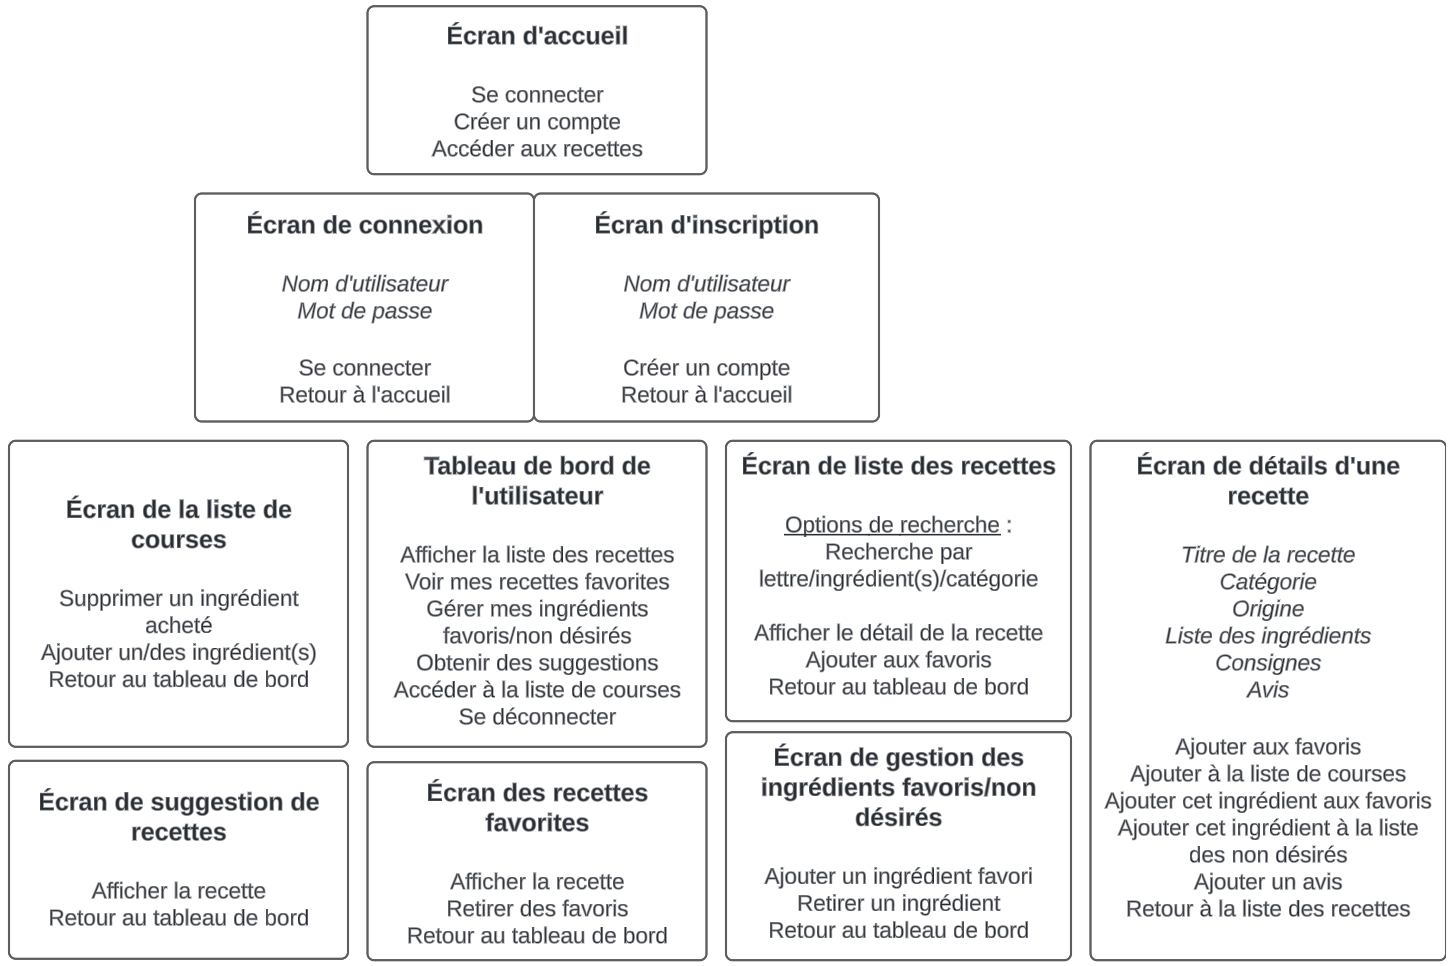 Écran d'accueil
Se connecter
Créer un compte
Accéder aux recettes
Écran de connexion
Nom d'utilisateur
Mot de passe
Se connecter
Retour à l'accueil
Écran d'inscription
Nom d'utilisateur
Mot de passe
Créer un compte
Retour à l'accueil
Écran de la liste de
courses
Supprimer un ingrédient
acheté
Ajouter un/des ingrédient(s)
Retour au tableau de bord
Tableau de bord de
l'utilisateur
Afficher la liste des recettes
Voir mes recettes favorites
Gérer mes ingrédients
favoris/non désirés
Obtenir des suggestions
Accéder à la liste de courses
Se déconnecter
Écran de liste des recettes
Options de recherche :
Recherche par
lettre/ingrédient(s)/catégorie
Afficher le détail de la recette
Ajouter aux favoris
Retour au tableau de bord
Écran de détails d'une
recette
Titre de la recette
Catégorie
Origine
Liste des ingrédients
Consignes
Avis
Ajouter aux favoris
Ajouter à la liste de courses
Ajouter cet ingrédient aux favoris
Ajouter cet ingrédient à la liste
des non désirés
Ajouter un avis
Retour à la liste des recettes
Écran de suggestion de
recettes
Afficher la recette
Retour au tableau de bord
Écran des recettes
favorites
Afficher la recette
Retirer des favoris
Retour au tableau de bord
Écran de gestion des
ingrédients favoris/non
désirés
Ajouter un ingrédient favori
Retirer un ingrédient
Retour au tableau de bord